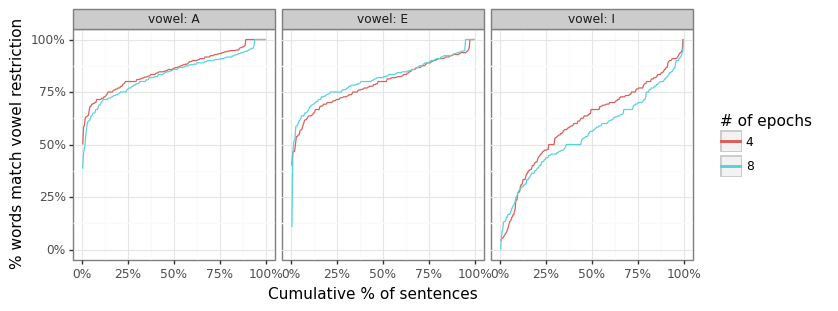 vowel: A
vowel: E
vowel: I
% words match vowel restriction
100%
75%
50%
25%
0%
0% 25% 50% 75% 100%
0% 25% 50% 75% 100%
0% 25% 50% 75% 100%
Cumulative % of sentences
# of epochs
4
8